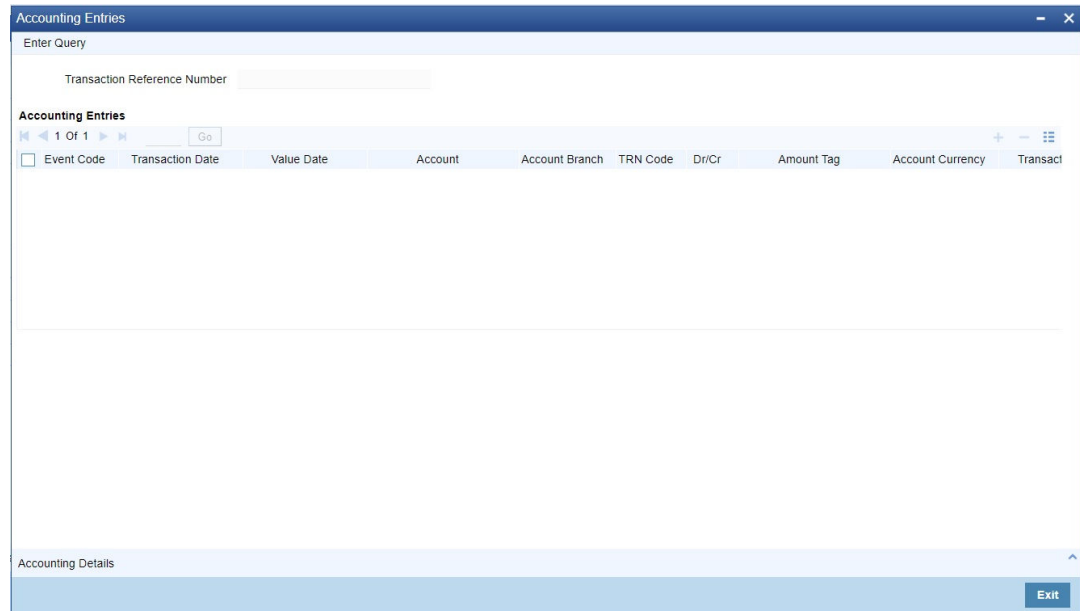 Accounting Entries
Enter Query
Transaction Reference Number
Accounting Entries
1 Of 1 Go
Event Code Transaction Date Value Date Account Account Branch TRN Code Dr/Cr Amount Tag Account Currency Transact
Accounting Details
Exit